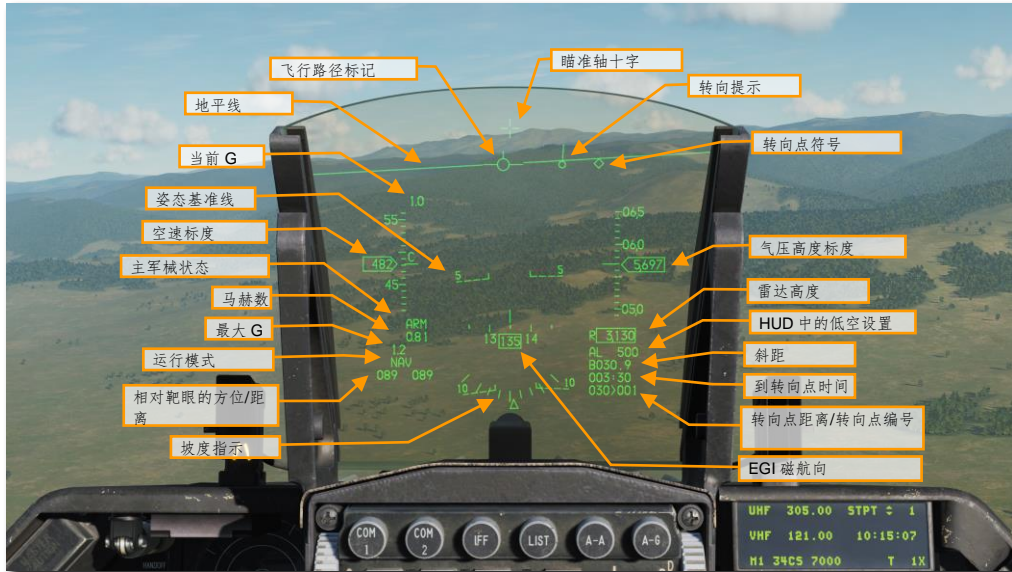 飞行路径标记
瞄准轴十字
地平线
转向提示
当前 G
转向点符号
姿态基准线
空速标度
气压高度标度
主军械状态
雷达高度
马赫数
HUD 中的低空设置
最大 G
斜距
运行模式
到转向点时间
相对靶眼的方位/距
离
转向点距离/转向点编号
坡度指示
EGI 磁航向
1.0
55
482
C
45
ARM
0.81
1.2
NAV
089 089
065
060
5,697
050
R 3,130
AL 500
B030.9
003:30
030>001
5 5
13 135 14
10 10
COM
1
COM
2
IFF
LIST
A-A
A-G
D
UHF 305.00 STPT 1
VHF 121.00 10:15:07
M1 34C5 7000 T 1X